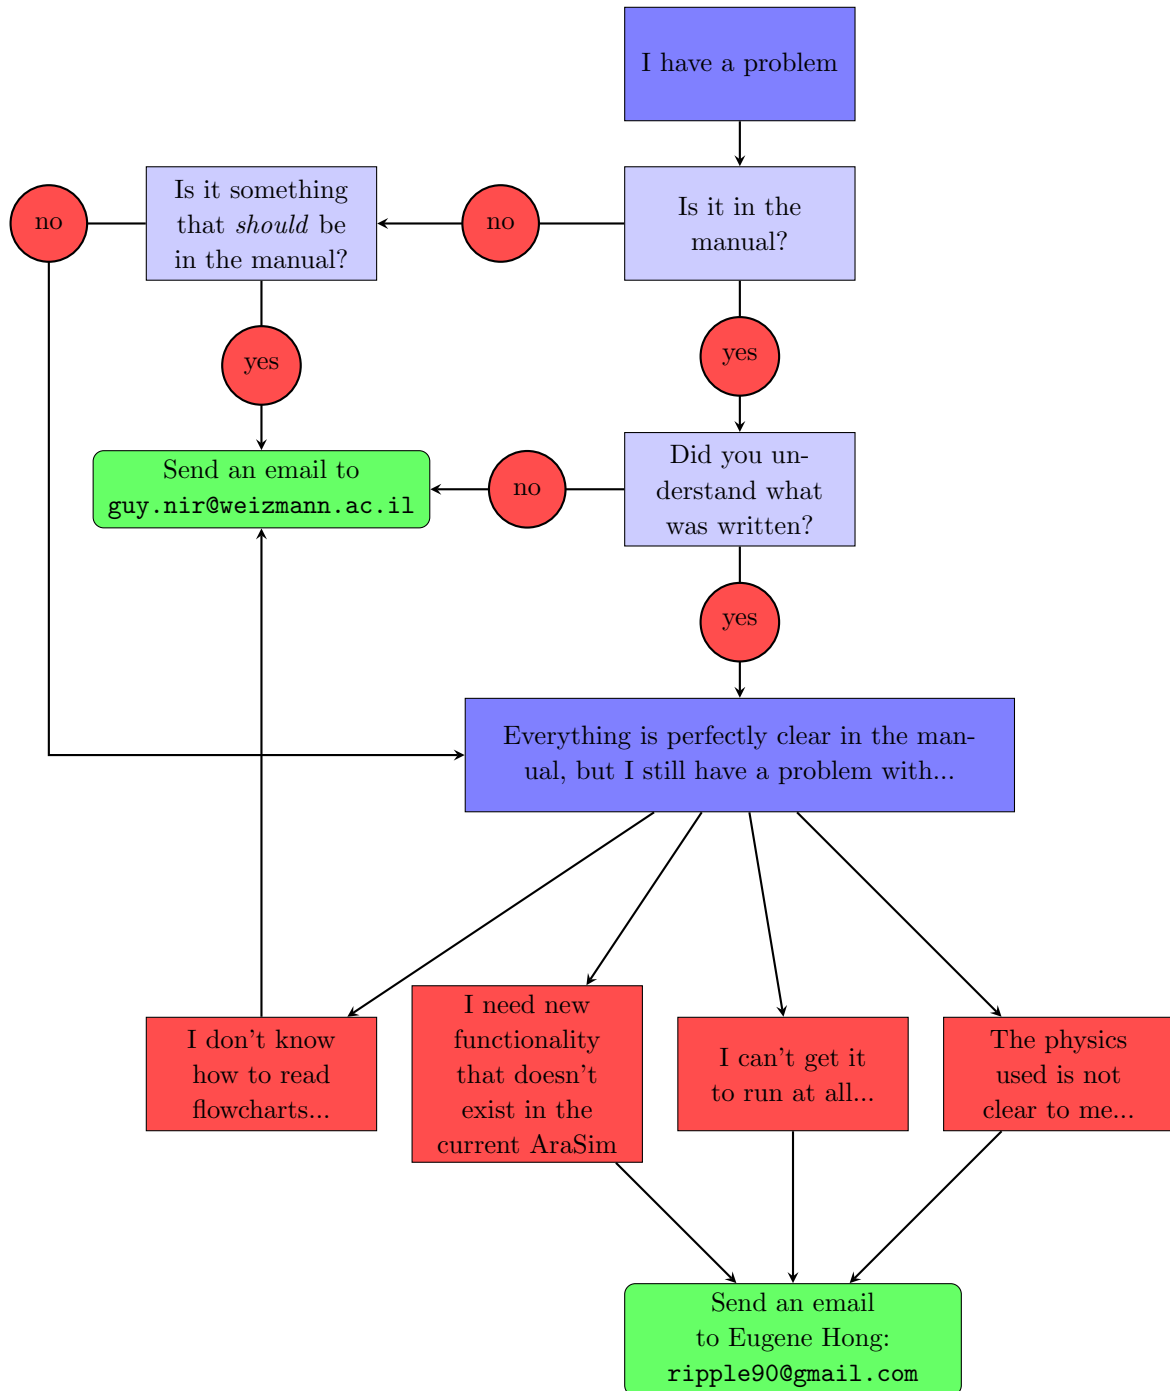 I have a problem
Is it something
that should be
in the manual?
no
no
Is it in the
manual?
yes
yes
Send an email to
guy.nir@weizmann.ac.il
no
Did you un-
derstand what
was written?
yes
Everything is perfectly clear in the man-
ual, but I still have a problem with...
I don't know
how to read
flowcharts...
I need new
functionality
that doesn't
exist in the
current AraSim
I can't get it
to run at all...
The physics
used is not
clear to me...
Send an email
to Eugene Hong:
ripple90@gmail.com